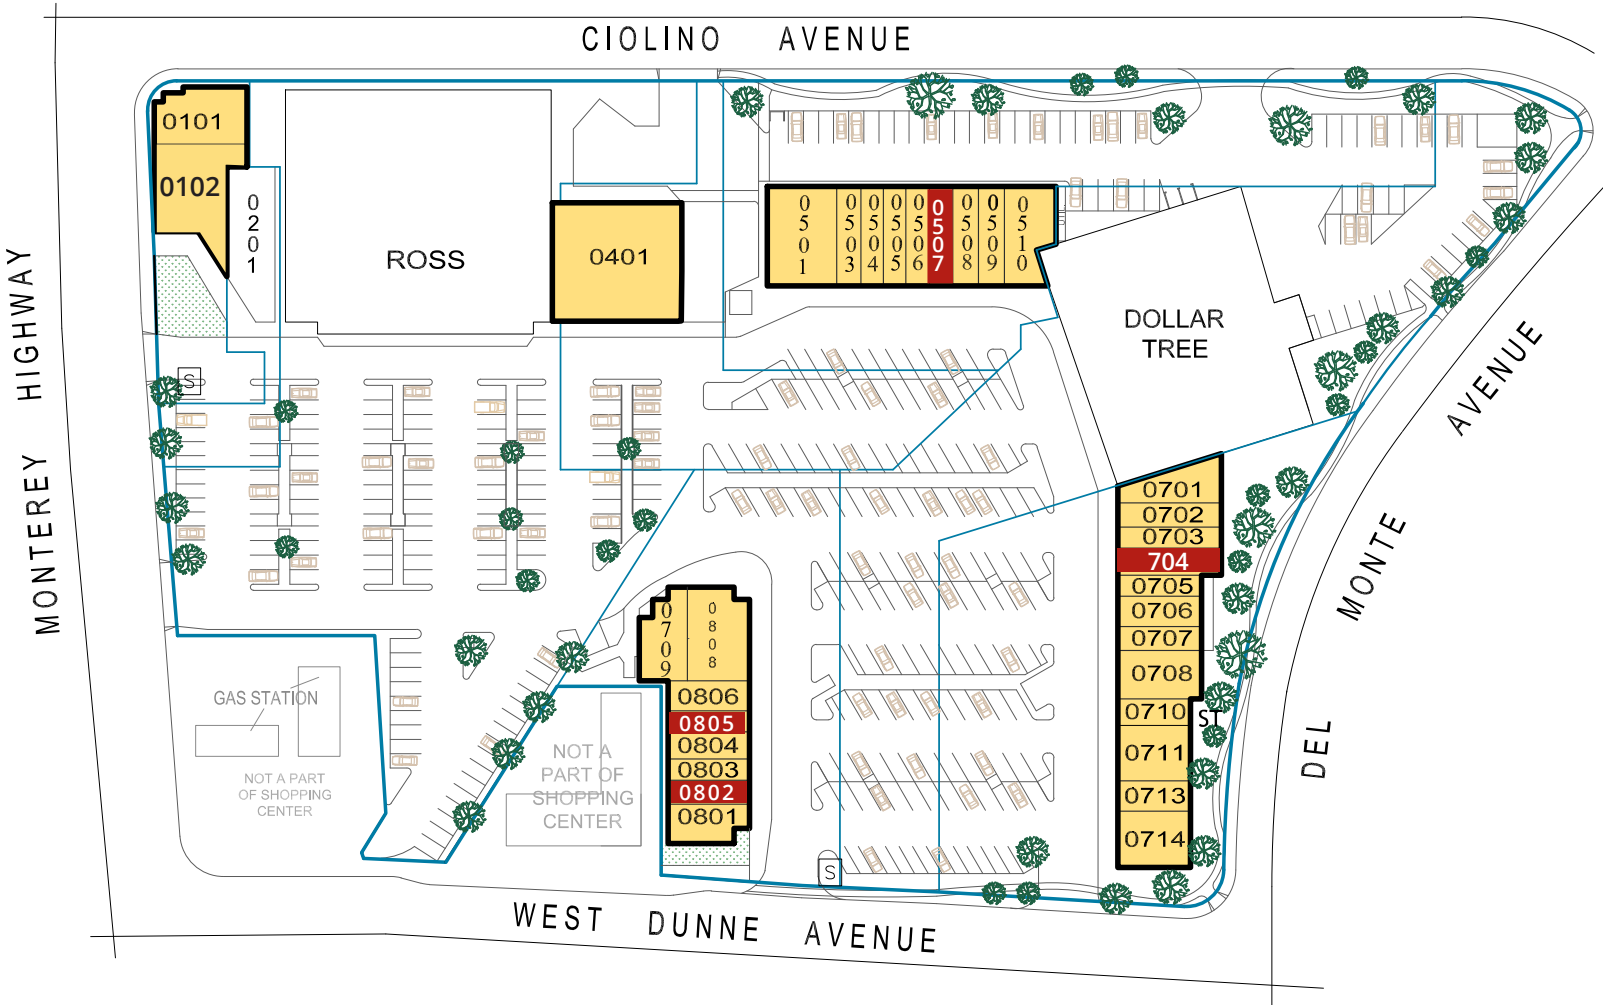 CIOLINO AVENUE
MONTEREY HIGHWAY
0101
0102
0201
ROSS
0401
0501
0503
0504
0505
0506
0507
0508
0509
0510
DOLLAR
TREE
DEL MONTE AVENUE
S
0701
0702
0703
704
0705
0706
0707
0708
0710
ST
0711
0713
0714
0709
0808
0806
0805
0804
0803
0802
0801
GAS STATION
NOT A PART
OF SHOPPING
CENTER
NOT A
PART OF
SHOPPING
CENTER
S
WEST DUNNE AVENUE